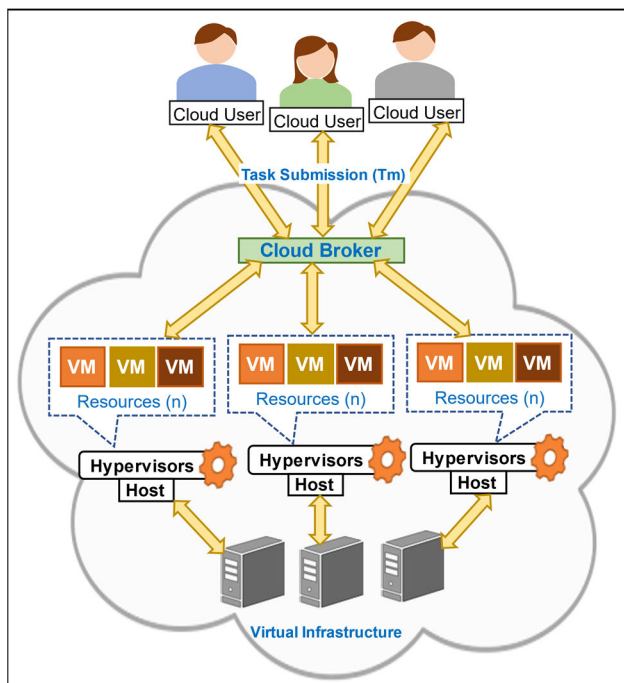 Cloud User
Cloud User
Cloud User
Task Submission (Tm)
Cloud Broker
VM VM VM
Resources (n)
VM VM VM
Resources (n)
VM VM VM
Resources (n)
Hypervisors
Host
Hypervisors
Host
Hypervisors
Host
Virtual Infrastructure